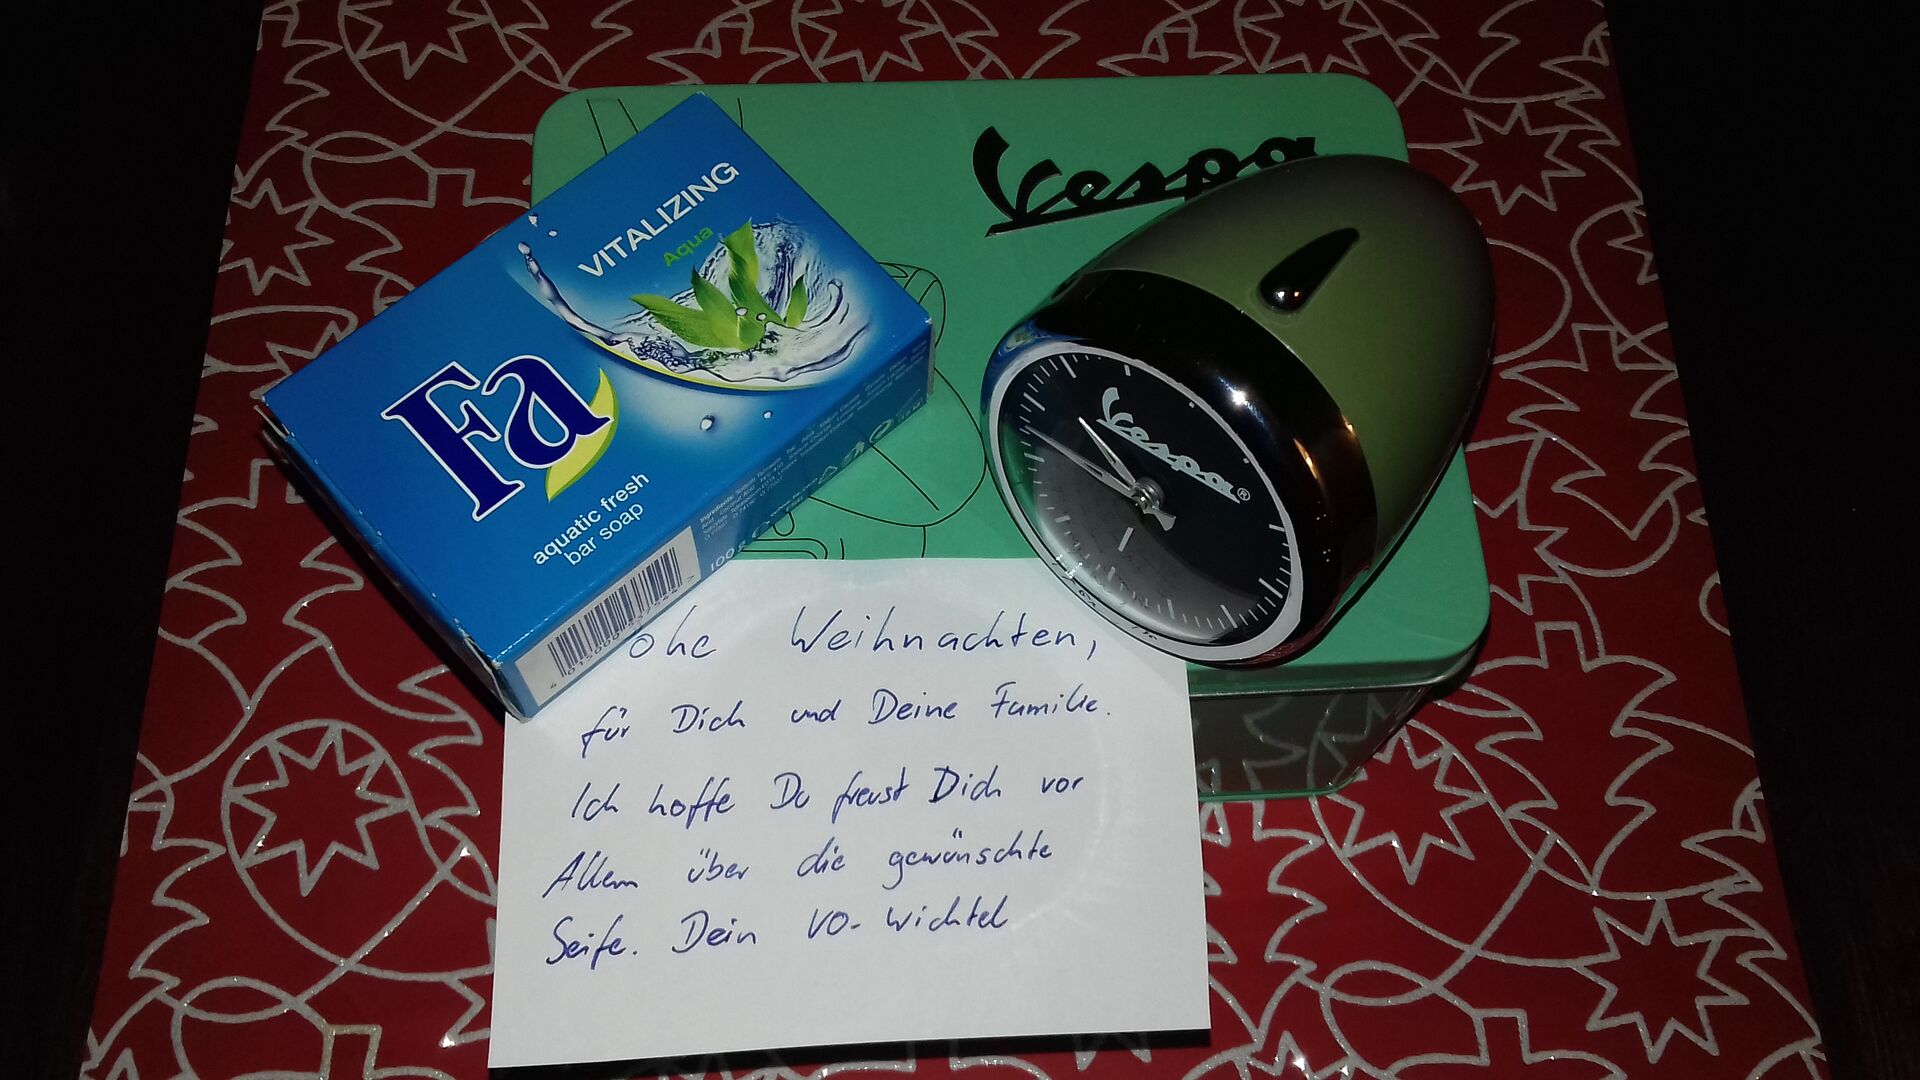 Vespa
VITALIZING
Aqua
Fa
aquatic fresh
bar soap
100 g
Vespa®
ohe Weihnachten,
für Dich und Deine Familie.
Ich hoffe Du freust Dich vor
Allem über die gewünschte
Seife. Dein VO-Wichtel